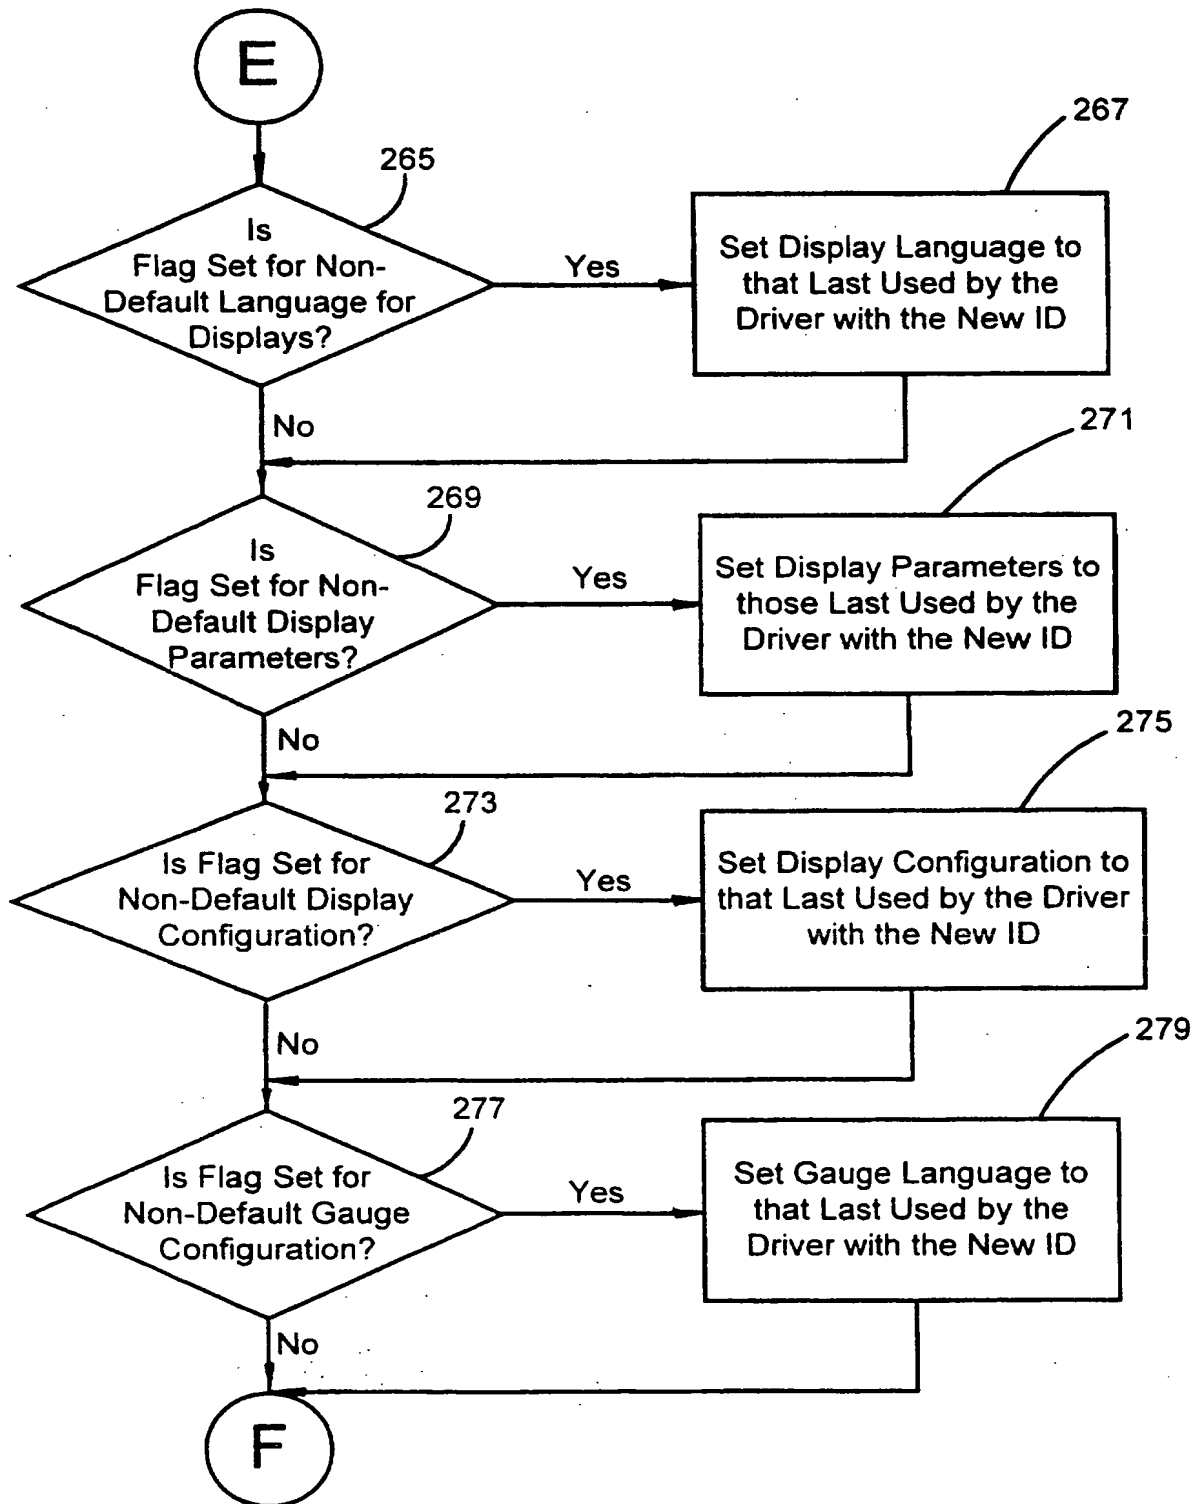 E
265
267
Is
Flag Set for Non-
Default Language for
Displays?
Yes
Set Display Language to
that Last Used by the
Driver with the New ID
No
269
271
Is
Flag Set for Non-
Default Display
Parameters?
Yes
Set Display Parameters to
those Last Used by the
Driver with the New ID
No
273
275
Is Flag Set for
Non-Default Display
Configuration?
Yes
Set Display Configuration to
that Last Used by the Driver
with the New ID
No
277
279
Is Flag Set for
Non-Default Gauge
Configuration?
Yes
Set Gauge Language to
that Last Used by the
Driver with the New ID
No
F